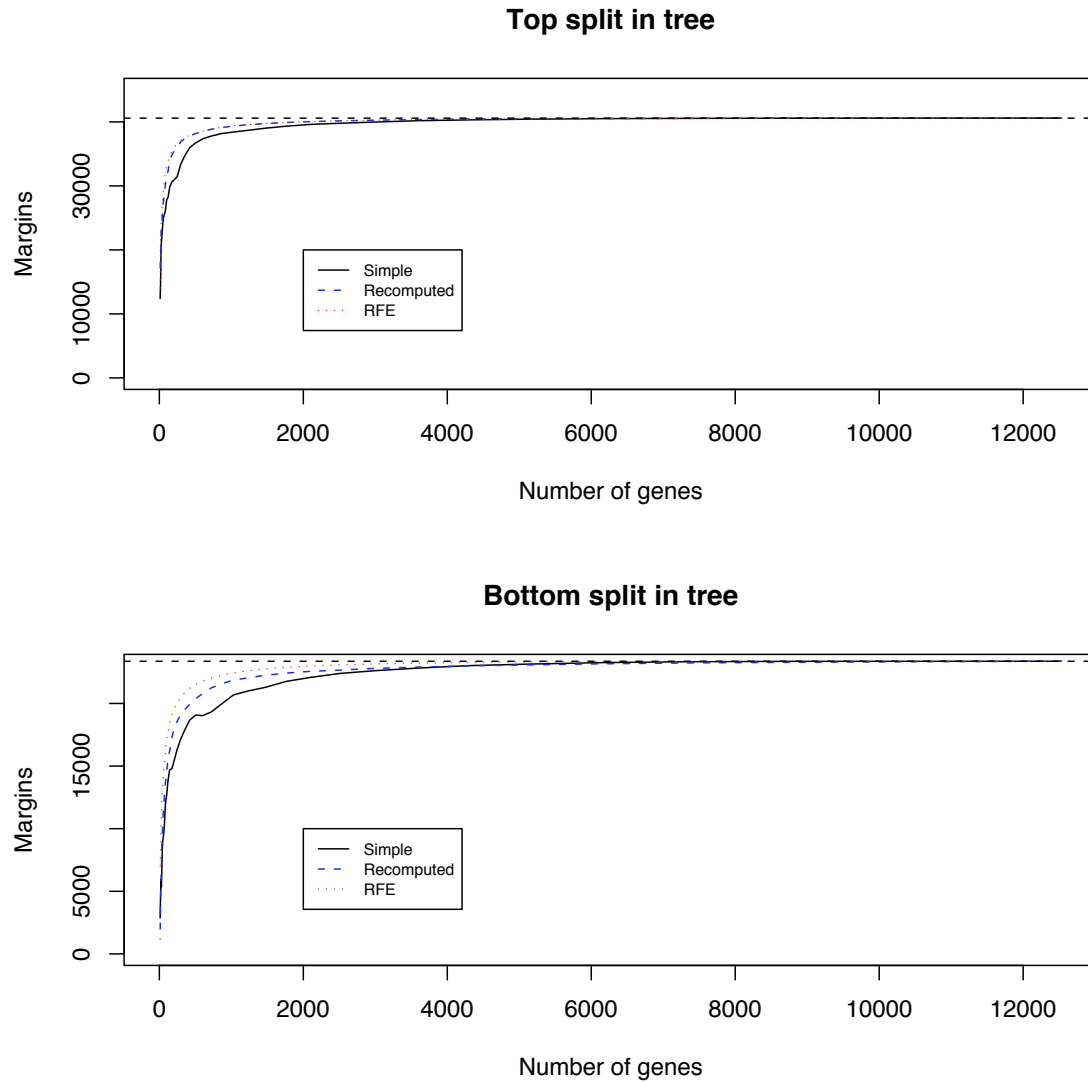 Top split in tree
Margins
30000
10000
0
Simple
Recomputed
RFE
0 2000 4000 6000 8000 10000 12000
Number of genes
Bottom split in tree
Margins
15000
5000
0
Simple
Recomputed
RFE
0 2000 4000 6000 8000 10000 12000
Number of genes